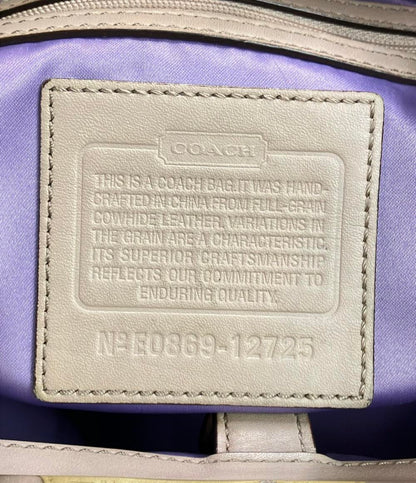 COACH
THIS IS A COACH BAG. IT WAS HAND-
CRAFTED IN CHINA FROM FULL-GRAIN
COWHIDE LEATHER. VARIATIONS IN
THE GRAIN ARE A CHARACTERISTIC.
ITS SUPERIOR CRAFTSMANSHIP
REFLECTS OUR COMMITMENT TO
ENDURING QUALITY.
Nº E0869-12725